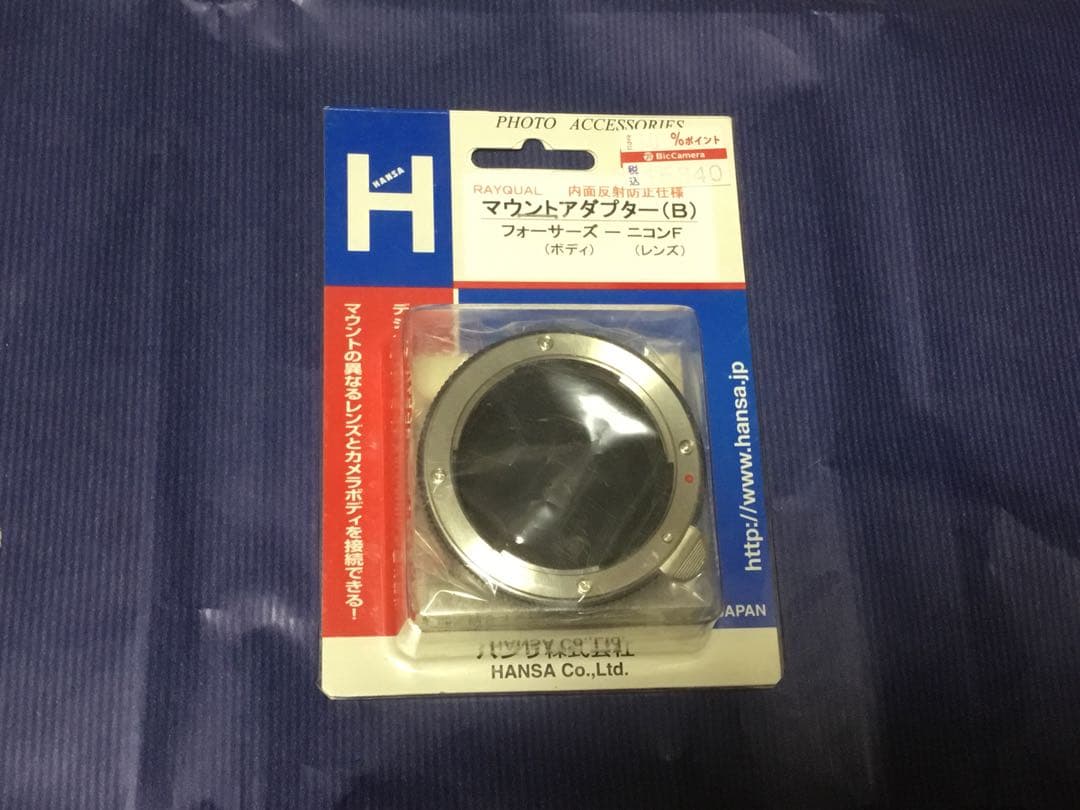 PHOTO ACCESSORIES
%ポイント
BicCamera
税込
40
H
HANSA
RAYQUAL 内面反射防止仕様
マウントアダプター(B)
フォーサーズ ー ニコンF
(ボディ) (レンズ)
マウントの異なるレンズとカメラボディを接続できる!
http://www.hansa.jp
JAPAN
ハンザ株式会社
HANSA Co.,Ltd.